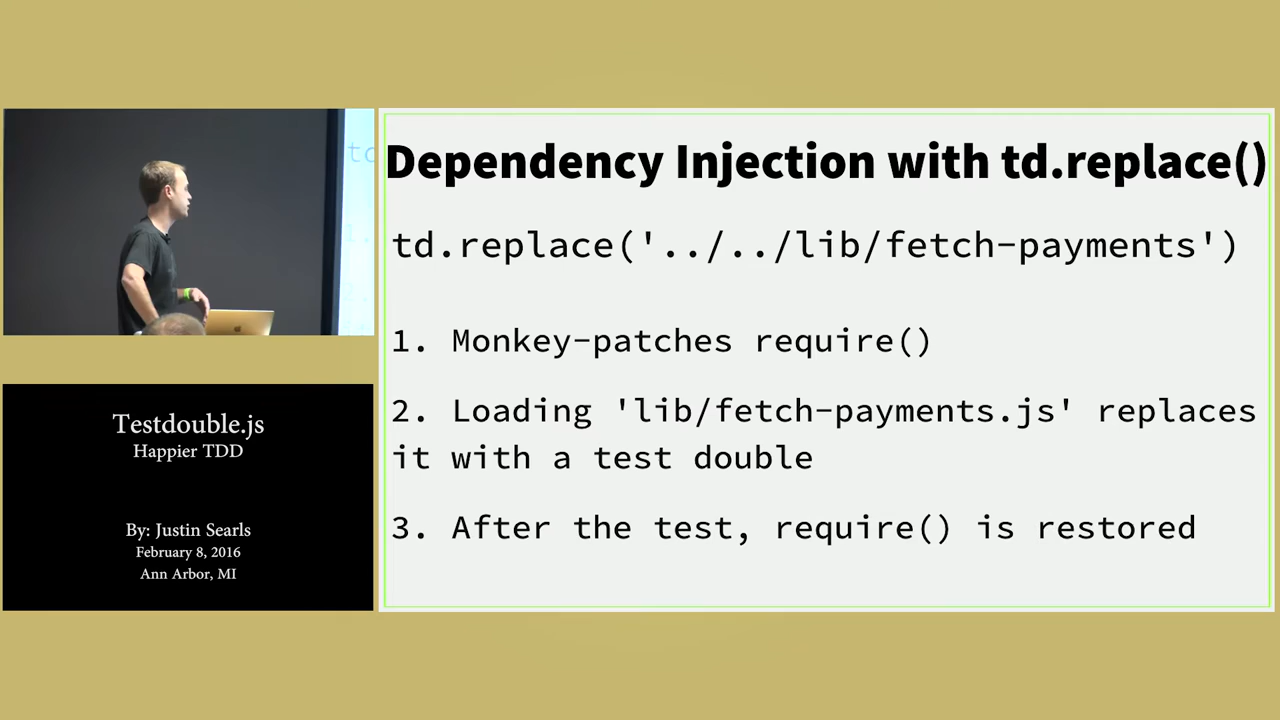 Dependency Injection with td.replace()
td.replace('../../lib/fetch-payments')
1. Monkey-patches require()
2. Loading 'lib/fetch-payments.js' replaces
it with a test double
3. After the test, require() is restored
Testdouble.js
Happier TDD
By: Justin Searls
February 8, 2016
Ann Arbor, MI